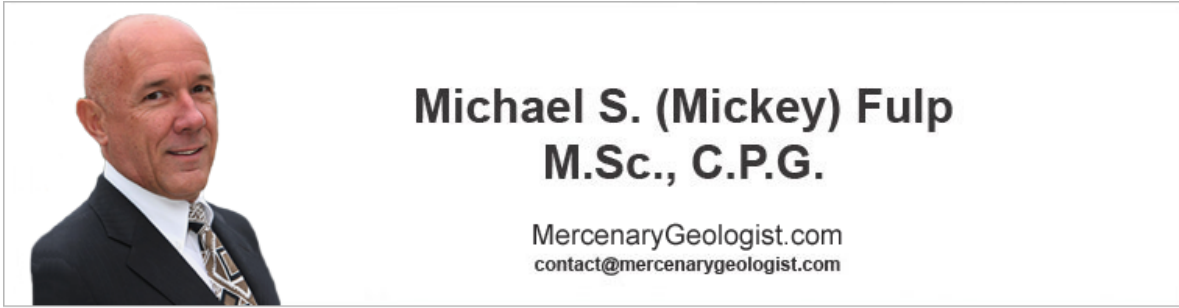 Michael S. (Mickey) Fulp
M.Sc., C.P.G.
MercenaryGeologist.com
contact@mercenarygeologist.com